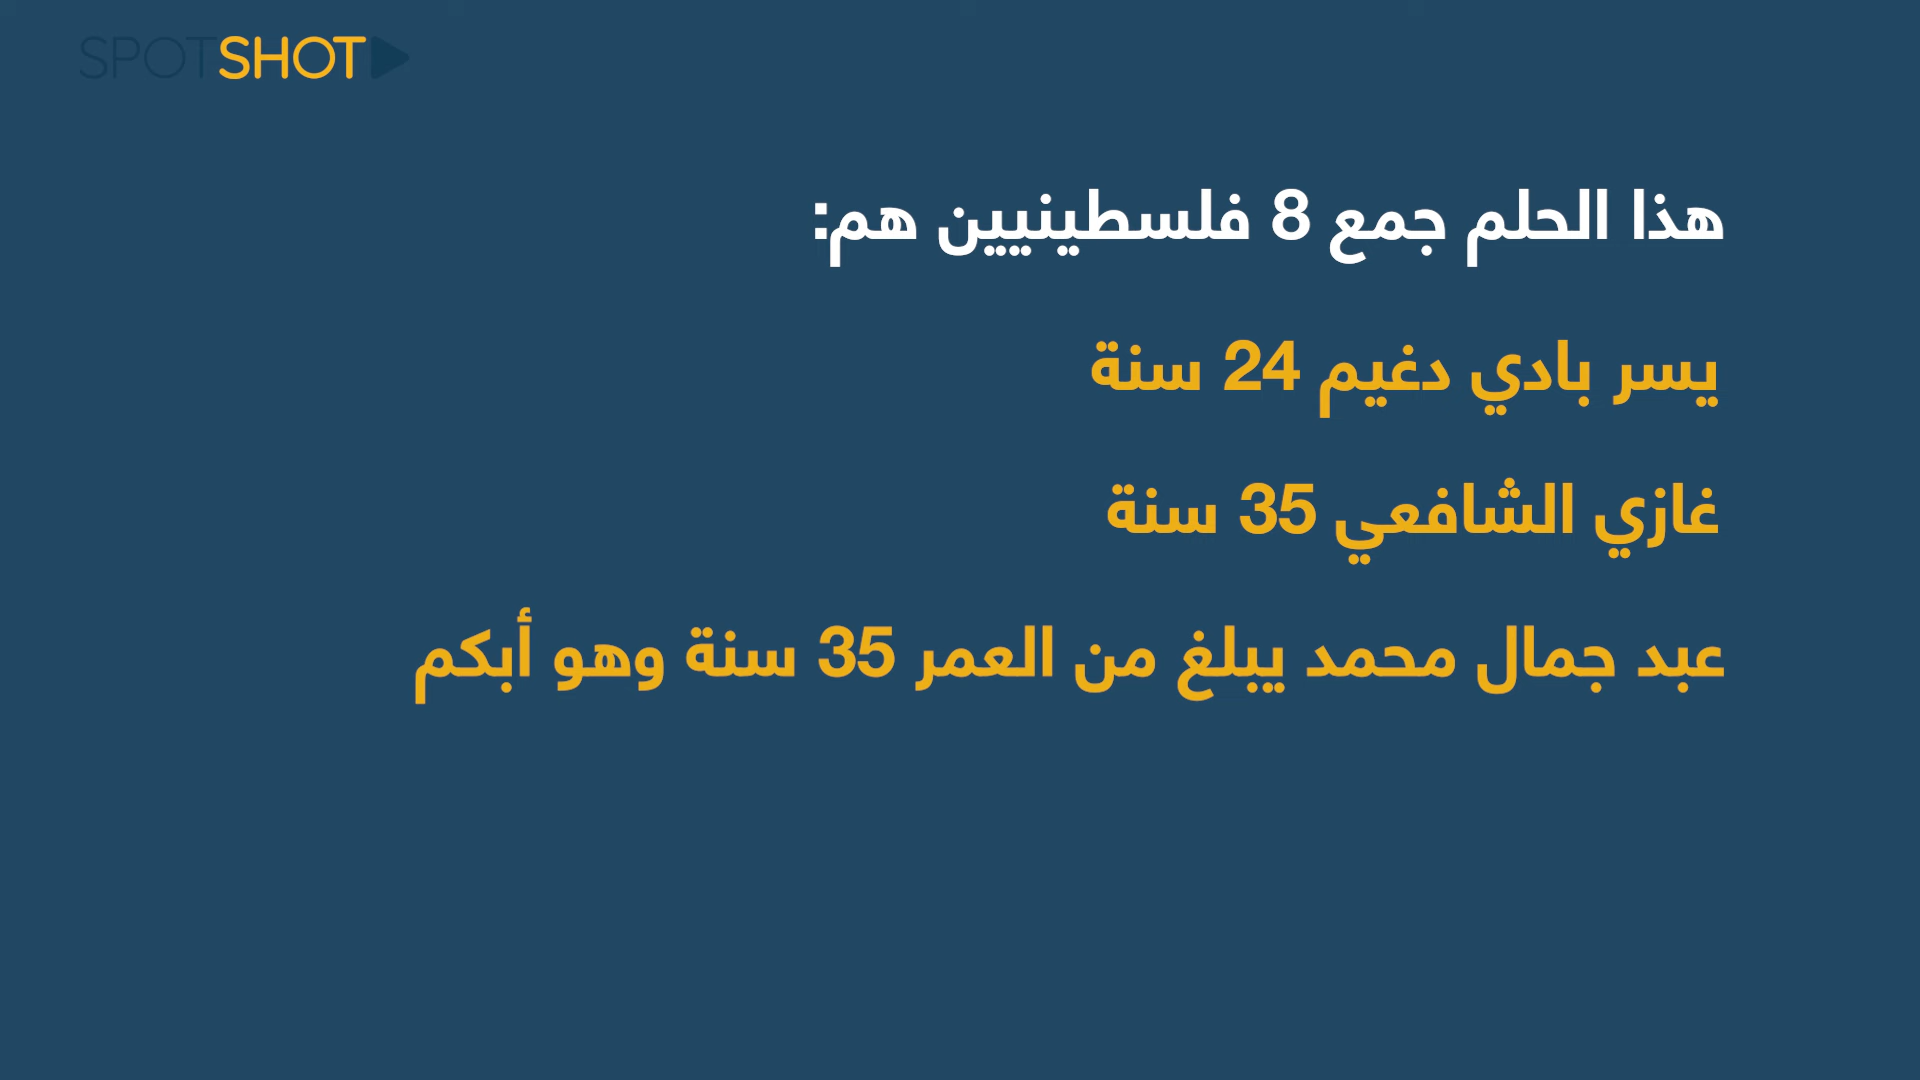 SPOTSHOT
هذا الحلم جمع 8 فلسطينيين هم:
يسر بادي دغيم 24 سنة
غازي الشافعي 35 سنة
عبد جمال محمد يبلغ من العمر 35 سنة وهو أبكم